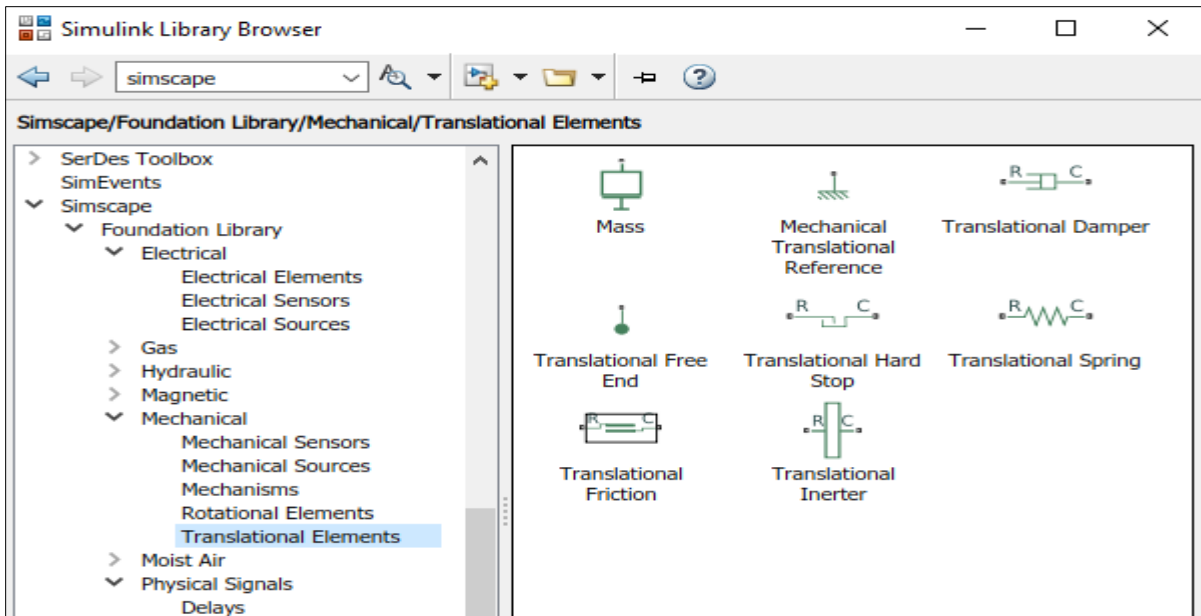 Simulink Library Browser
simscape
Simscape/Foundation Library/Mechanical/Translational Elements
SerDes Toolbox
SimEvents
Simscape
Foundation Library
Electrical
Electrical Elements
Electrical Sensors
Electrical Sources
Gas
Hydraulic
Magnetic
Mechanical
Mechanical Sensors
Mechanical Sources
Mechanisms
Rotational Elements
Translational Elements
Moist Air
Physical Signals
Delays
Mass
Mechanical
Translational
Reference
R C
Translational Damper
Translational Free
End
R C
Translational Hard
Stop
R C
Translational Spring
R C
Translational
Friction
R C
Translational
Inerter